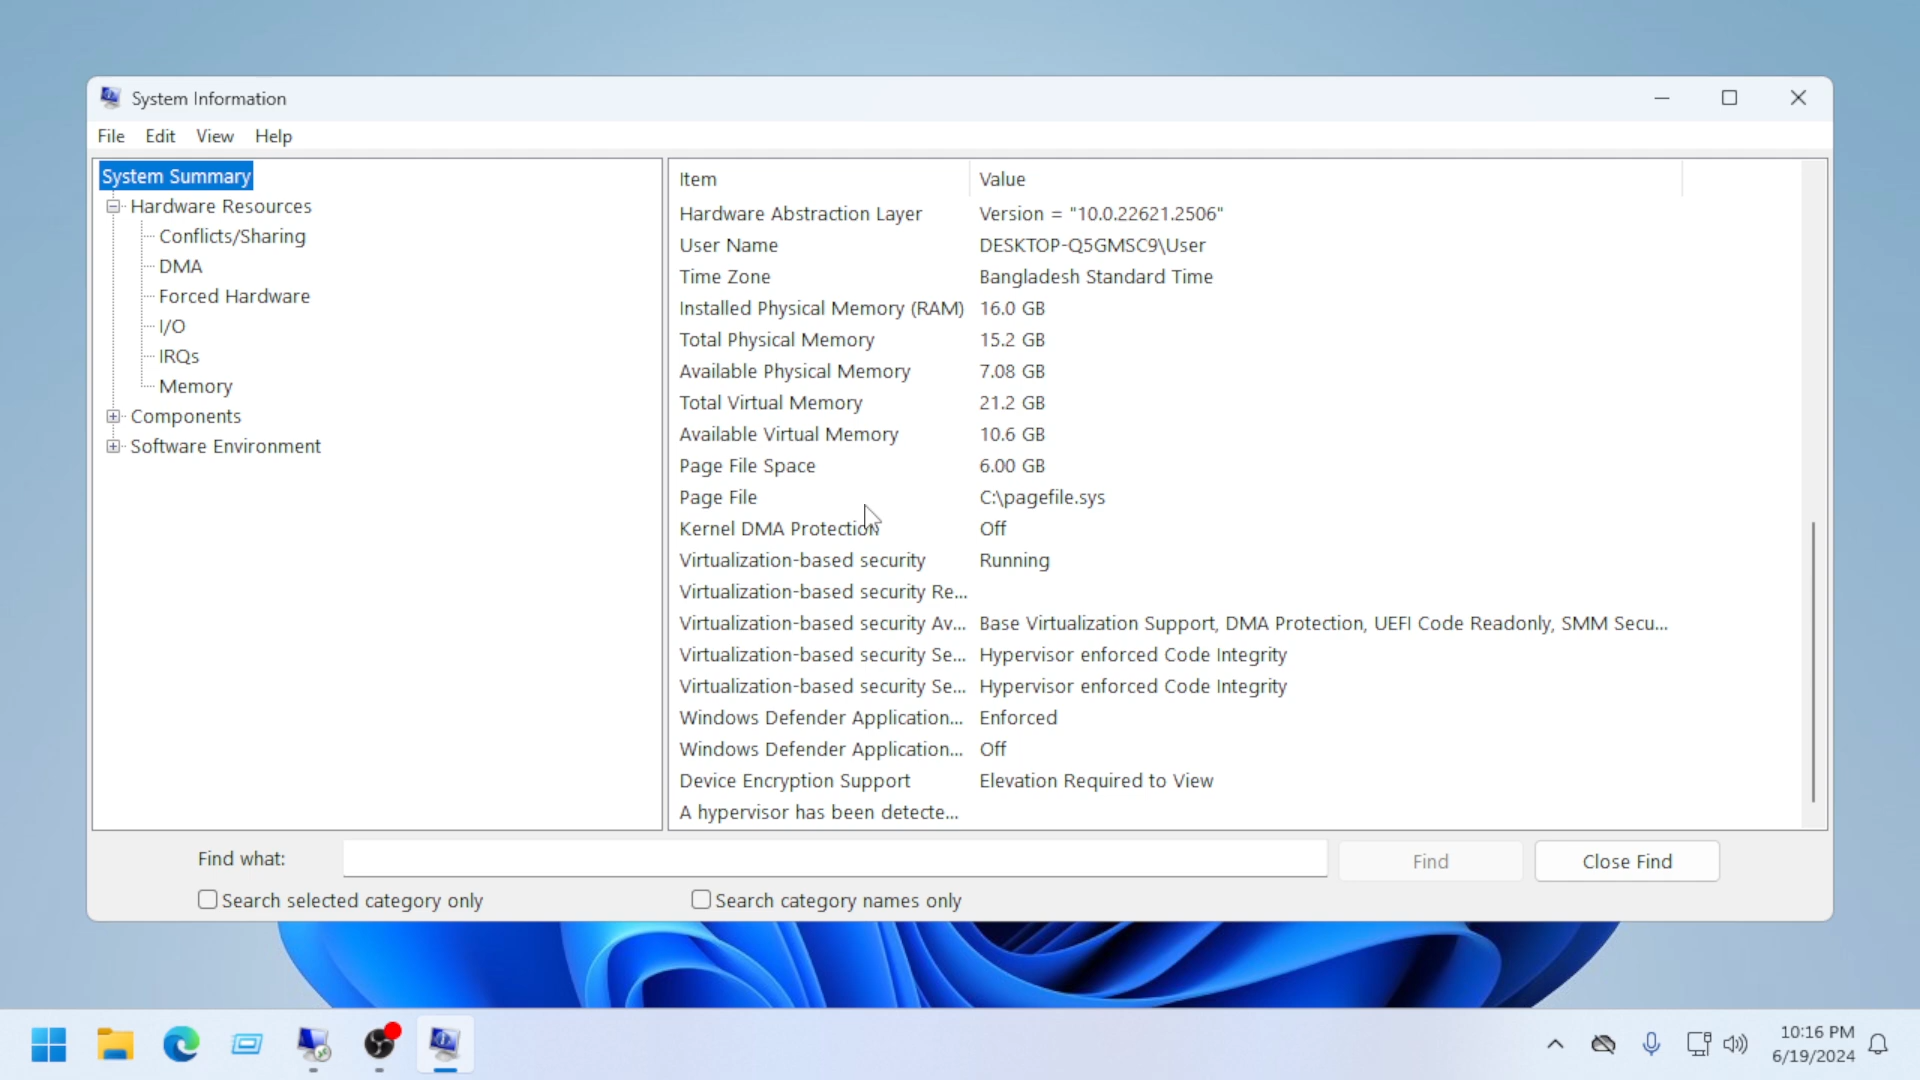 System Information
File Edit View Help
System Summary
Hardware Resources
Conflicts/Sharing
DMA
Forced Hardware
I/O
IRQs
Memory
Components
Software Environment
Item Value
Hardware Abstraction Layer Version = "10.0.22621.2506"
User Name DESKTOP-Q5GMSC9\User
Time Zone Bangladesh Standard Time
Installed Physical Memory (RAM) 16.0 GB
Total Physical Memory 15.2 GB
Available Physical Memory 7.08 GB
Total Virtual Memory 21.2 GB
Available Virtual Memory 10.6 GB
Page File Space 6.00 GB
Page File C:\pagefile.sys
Kernel DMA Protection Off
Virtualization-based security Running
Virtualization-based security Re...
Virtualization-based security Av... Base Virtualization Support, DMA Protection, UEFI Code Readonly, SMM Secu...
Virtualization-based security Se... Hypervisor enforced Code Integrity
Virtualization-based security Se... Hypervisor enforced Code Integrity
Windows Defender Application... Enforced
Windows Defender Application... Off
Device Encryption Support Elevation Required to View
A hypervisor has been detecte...
Find what: Find Close Find
Search selected category only Search category names only
10:16 PM
6/19/2024